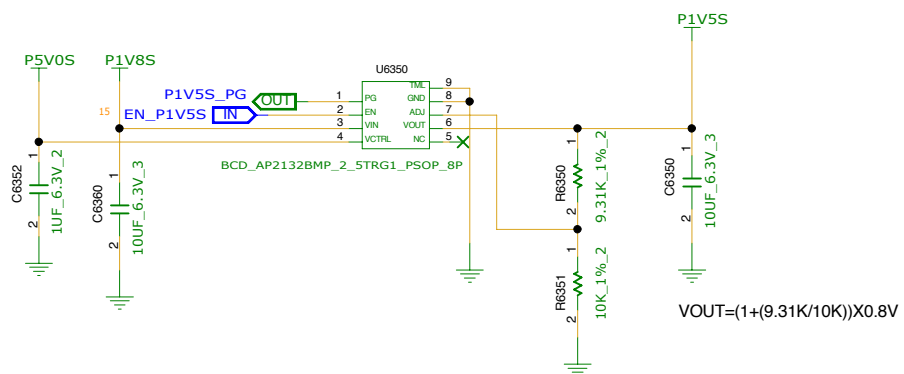 P1V5S
P5V0S
P1V8S
U6350
P1V5S_PG
OUT
1
PG
TML
9
15
EN_P1V5S
IN
2
EN
GND
8
3
VIN
ADJ
7
4
VCTRL
VOUT
6
NC
5
BCD_AP2132BMP_2_5TRG1_PSOP_8P
C6352
1
2
1UF_6.3V_2
C6360
1
2
10UF_6.3V_3
R6350
1
2
9.31K_1%_2
C6350
1
2
10UF_6.3V_3
R6351
1
2
10K_1%_2
VOUT=(1+(9.31K/10K))X0.8V